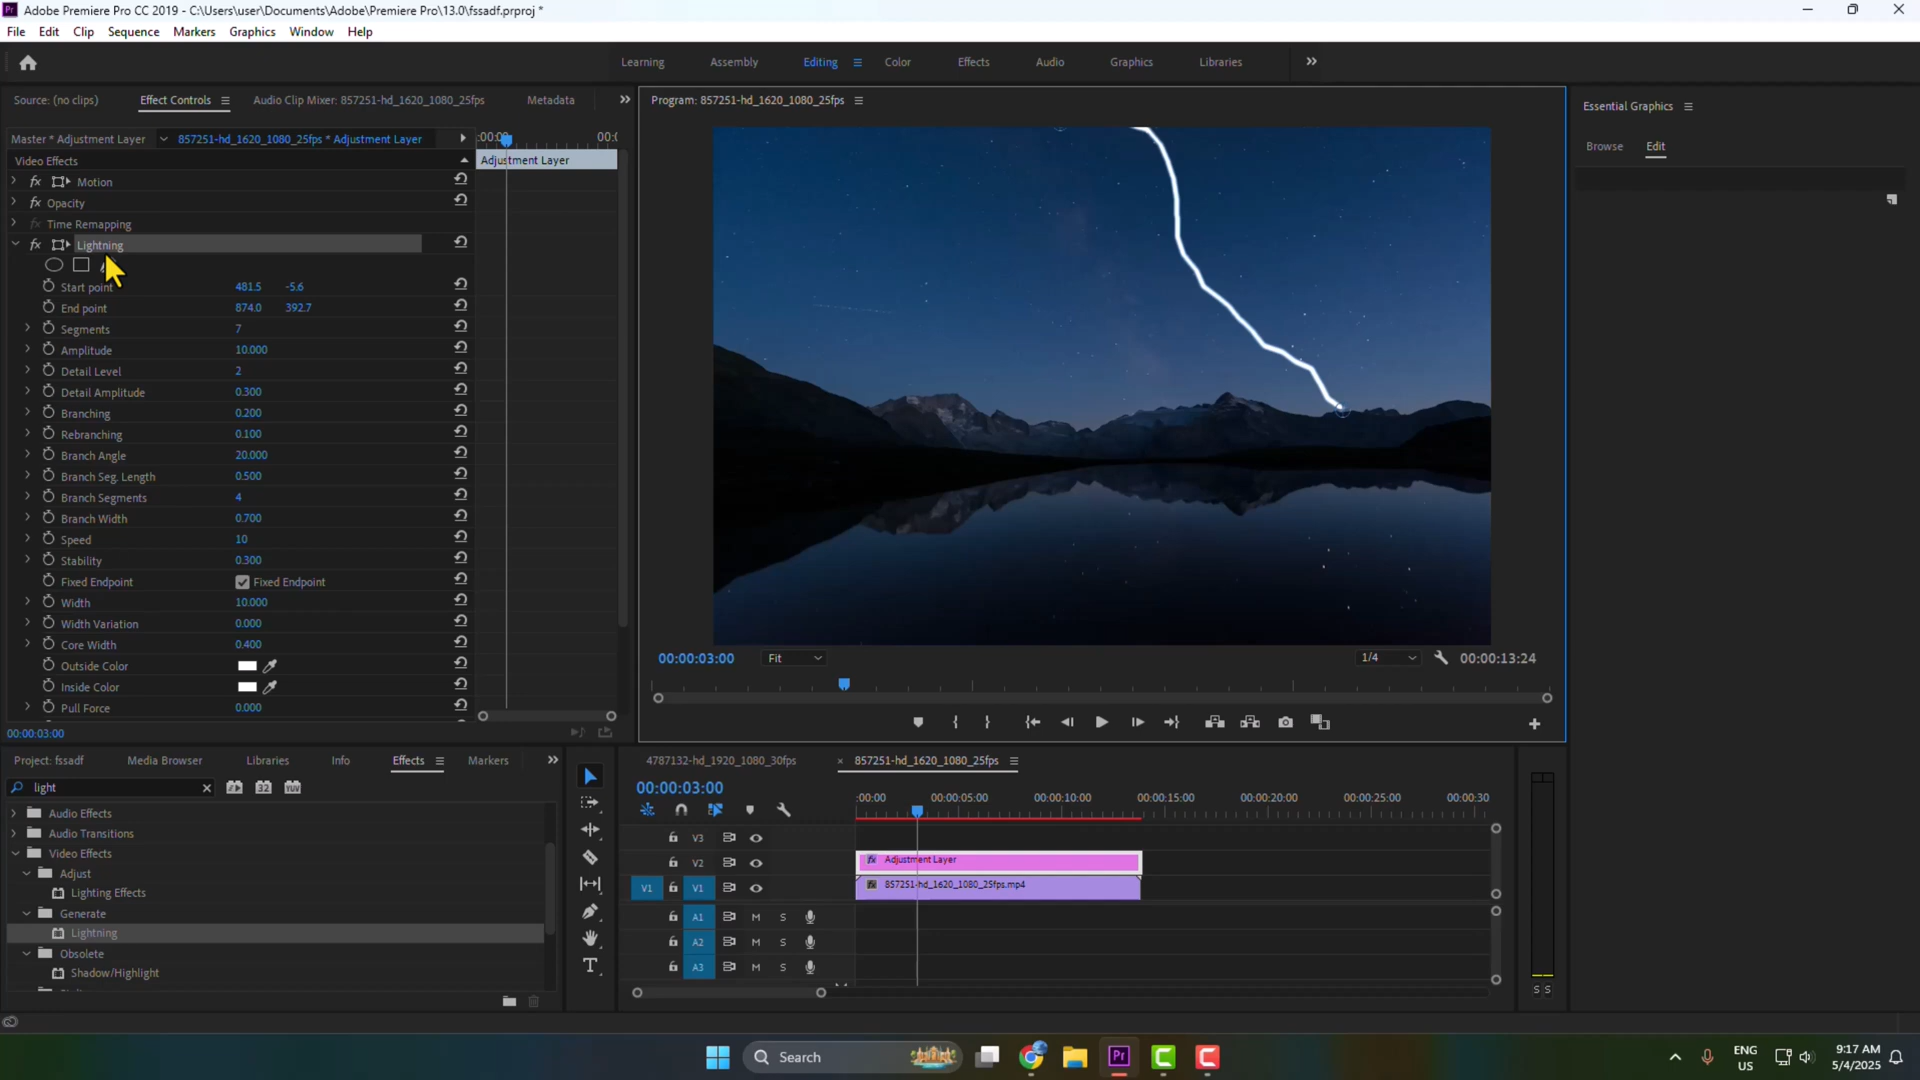 Adobe Premiere Pro CC 2019 - C:\Users\user\Documents\Adobe\Premiere Pro\13.0\fssadf.prproj *
File Edit Clip Sequence Markers Graphics Window Help
Learning Assembly Editing Color Effects Audio Graphics Libraries
Source: (no clips) Effect Controls Audio Clip Mixer: 857251-hd_1620_1080_25fps Metadata
Master * Adjustment Layer 857251-hd_1620_1080_25fps * Adjustment Layer
:00:00 00:(
Video Effects
Adjustment Layer
fx Motion
fx Opacity
fx Time Remapping
fx Lightning
Start point 481.5 -5.6
End point 874.0 392.7
Segments 7
Amplitude 10.000
Detail Level 2
Detail Amplitude 0.300
Branching 0.200
Rebranching 0.100
Branch Angle 20.000
Branch Seg. Length 0.500
Branch Segments 4
Branch Width 0.700
Speed 10
Stability 0.300
Fixed Endpoint Fixed Endpoint
Width 10.000
Width Variation 0.000
Core Width 0.400
Outside Color
Inside Color
Pull Force 0.000
00:00:03:00
Program: 857251-hd_1620_1080_25fps
00:00:03:00 Fit 1/4 00:00:13:24
Essential Graphics
Browse Edit
Project: fssadf Media Browser Libraries Info Effects Markers
light
32 YUV
Audio Effects
Audio Transitions
Video Effects
Adjust
Lighting Effects
Generate
Lightning
Obsolete
Shadow/Highlight
T
4787132-hd_1920_1080_30fps × 857251-hd_1620_1080_25fps
00:00:03:00
:00:00 00:00:05:00 00:00:10:00 00:00:15:00 00:00:20:00 00:00:25:00 00:00:30
V3
V2 fx Adjustment Layer
V1 V1 fx 857251-hd_1620_1080_25fps.mp4
A1 M S
A2 M S
A3 M S
S S
Search
Pr
ENG
US
9:17 AM
5/4/2025